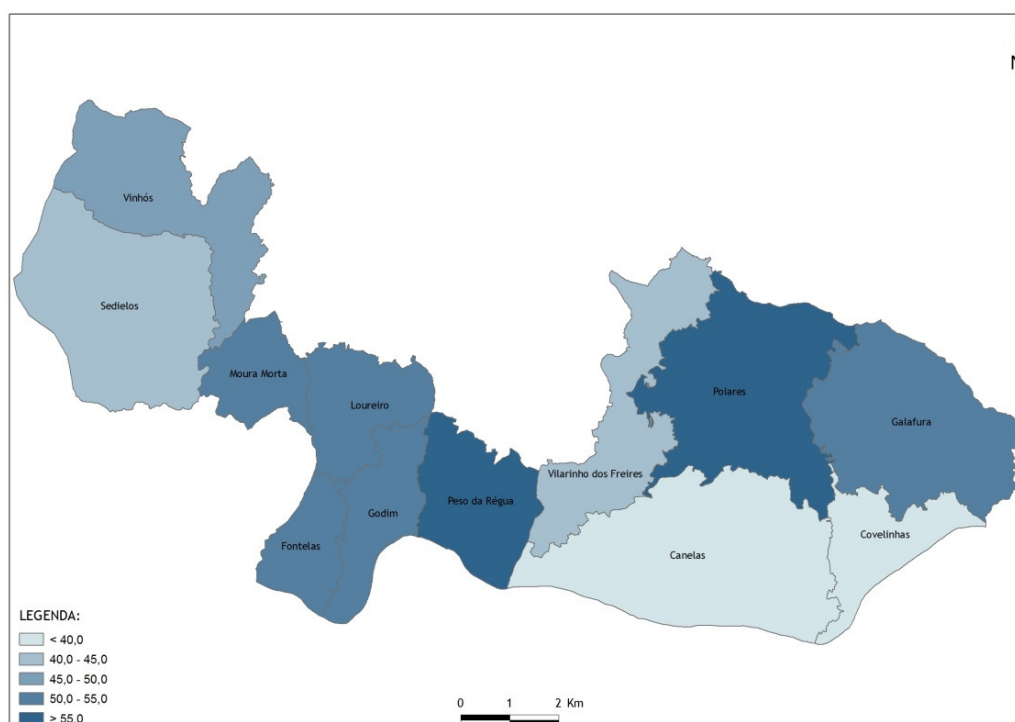 N
Vinhós
Sedielos
Moura Morta
Loureiro
Poiares
Galafura
Vilarinho dos Freires
Peso da Régua
Godim
Fontelas
Canelas
Covelinhas
LEGENDA:
< 40,0
40,0 - 45,0
45,0 - 50,0
50,0 - 55,0
> 55,0
0 1 2 Km